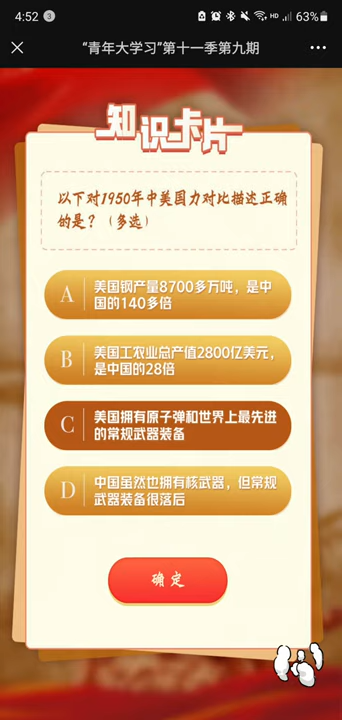 4:52 3 HD 63%
“青年大学习”第十一季第九期
知识卡片
以下对1950年中美国力对比描述正确
的是？（多选）
A 美国钢产量8700多万吨，是中
国的140多倍
B 美国工农业总产值2800亿美元，
是中国的28倍
C 美国拥有原子弹和世界上最先进
的常规武器装备
D 中国虽然也拥有核武器，但常规
武器装备很落后
确定